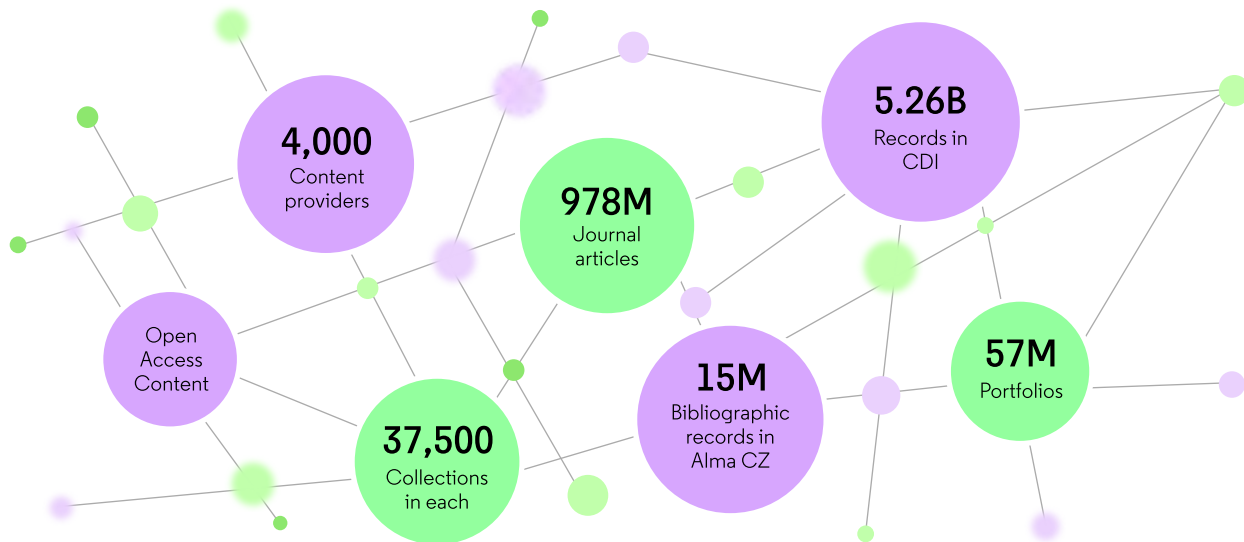 4,000
Content
providers
978M
Journal
articles
5.26B
Records in
CDI
Open
Access
Content
37,500
Collections
in each
15M
Bibliographic
records in
Alma CZ
57M
Portfolios